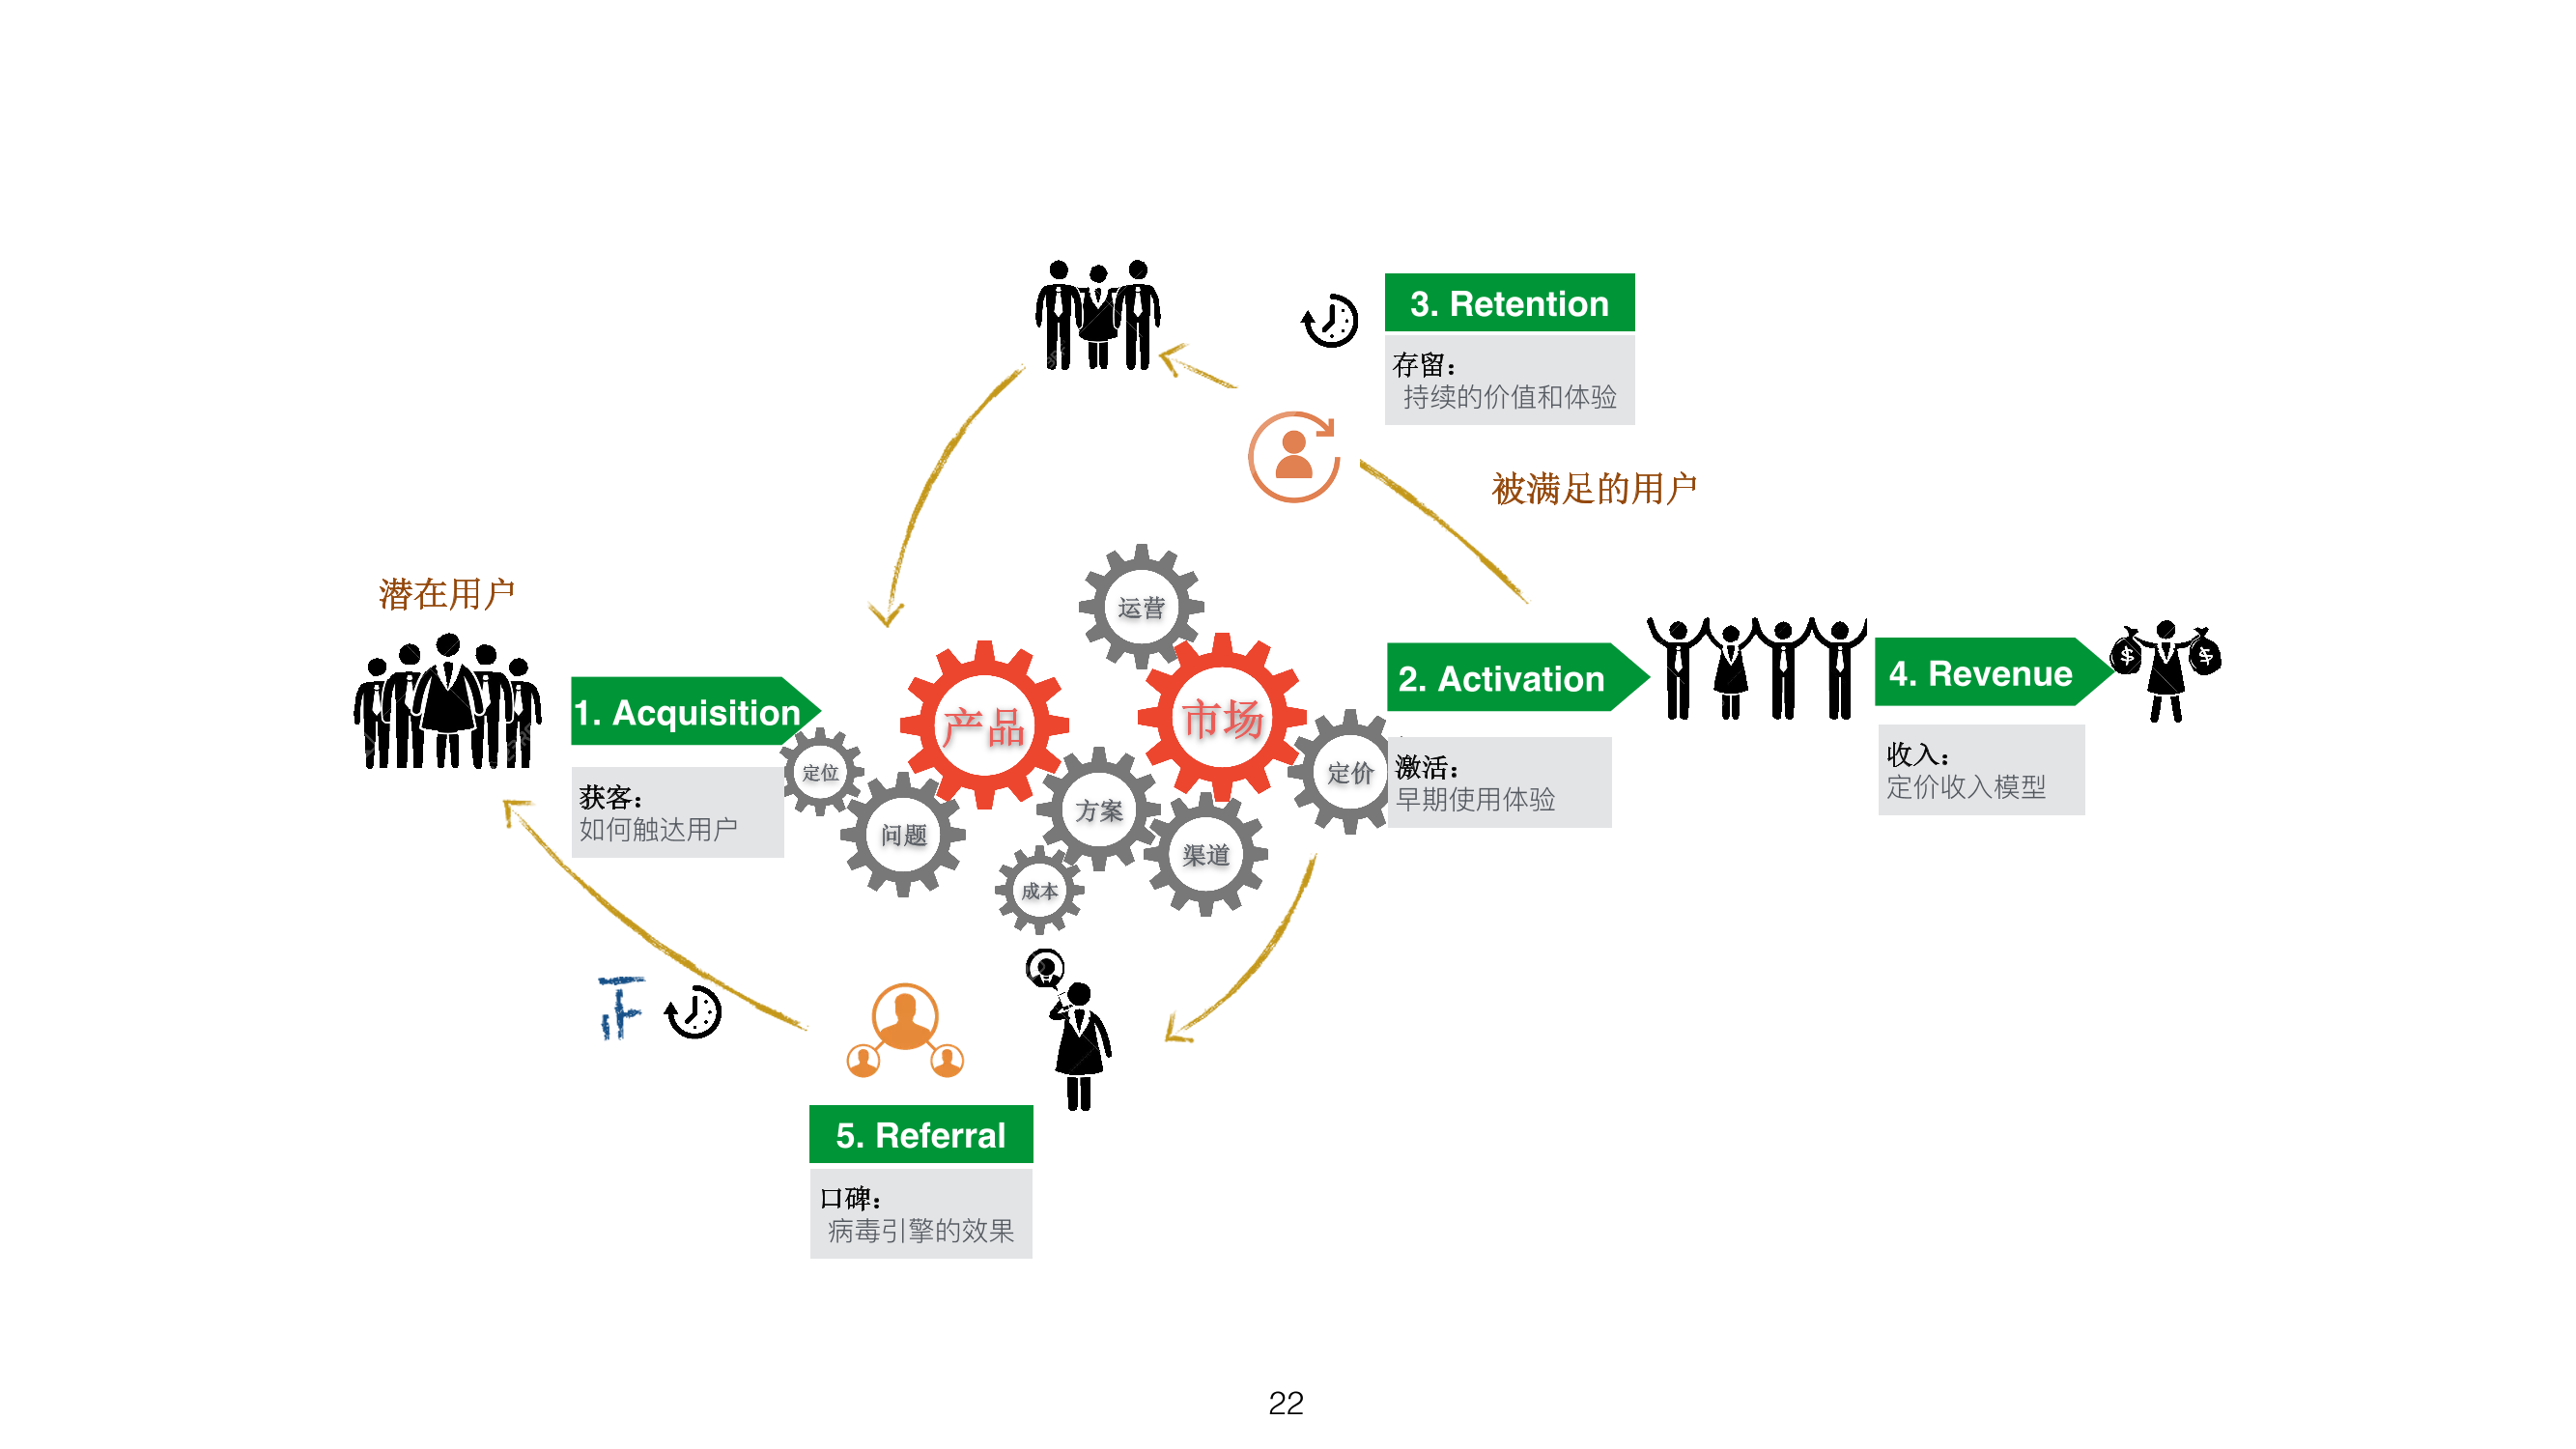 3. Retention
存留：
持续的价值和体验
被满足的用户
潜在用户
1. Acquisition
获客：
如何触达用户
运营
产品
市场
定位
问题
方案
成本
渠道
定价
2. Activation
激活：
早期使用体验
4. Revenue
收入：
定价收入模型
$
$
正
5. Referral
口碑：
病毒引擎的效果
22